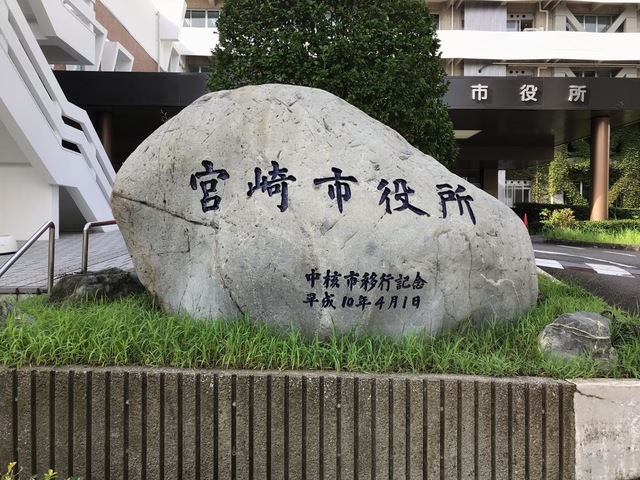 市役所
宮崎市役所
中核市移行記念
平成10年4月1日